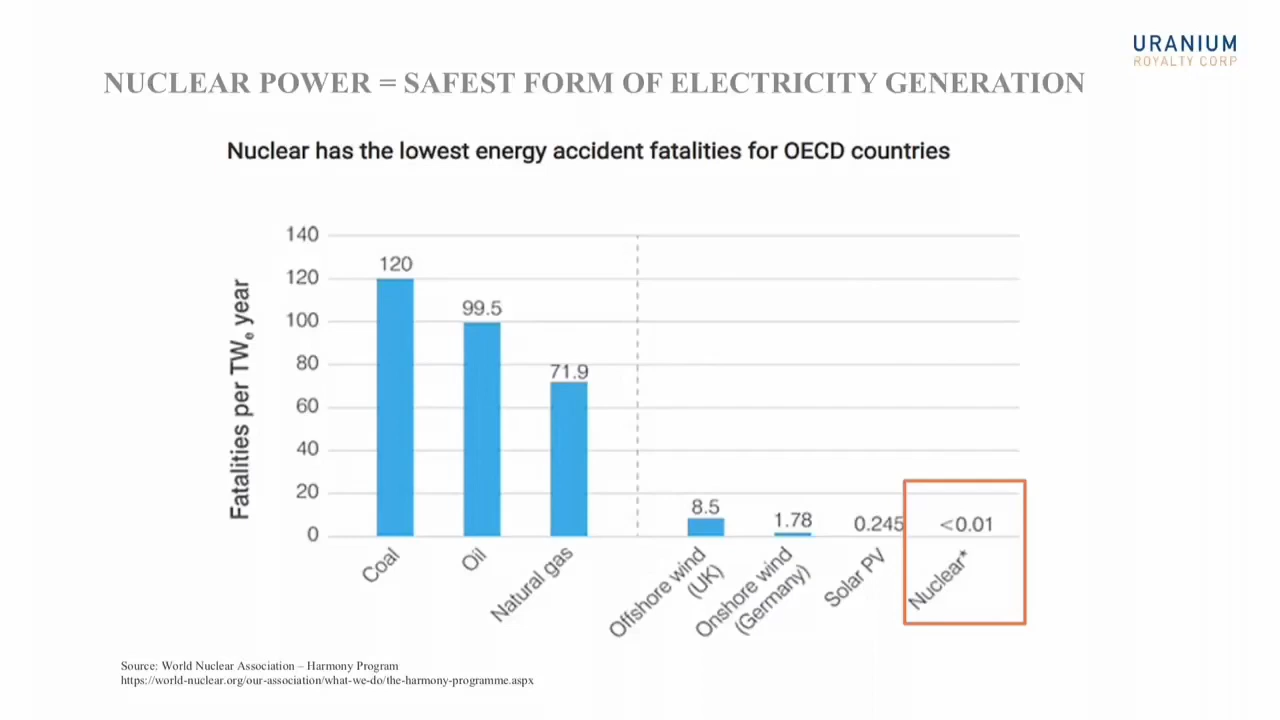 URANIUM
ROYALTY CORP
NUCLEAR POWER = SAFEST FORM OF ELECTRICITY GENERATION
Nuclear has the lowest energy accident fatalities for OECD countries
Fatalities per TWe year
140
120
100
80
60
40
20
0
120
99.5
71.9
8.5
1.78
0.245
<0.01
Coal
Oil
Natural gas
Offshore wind
(UK)
Onshore wind
(Germany)
Solar PV
Nuclear*
Source: World Nuclear Association – Harmony Program
https://world-nuclear.org/our-association/what-we-do/the-harmony-programme.aspx